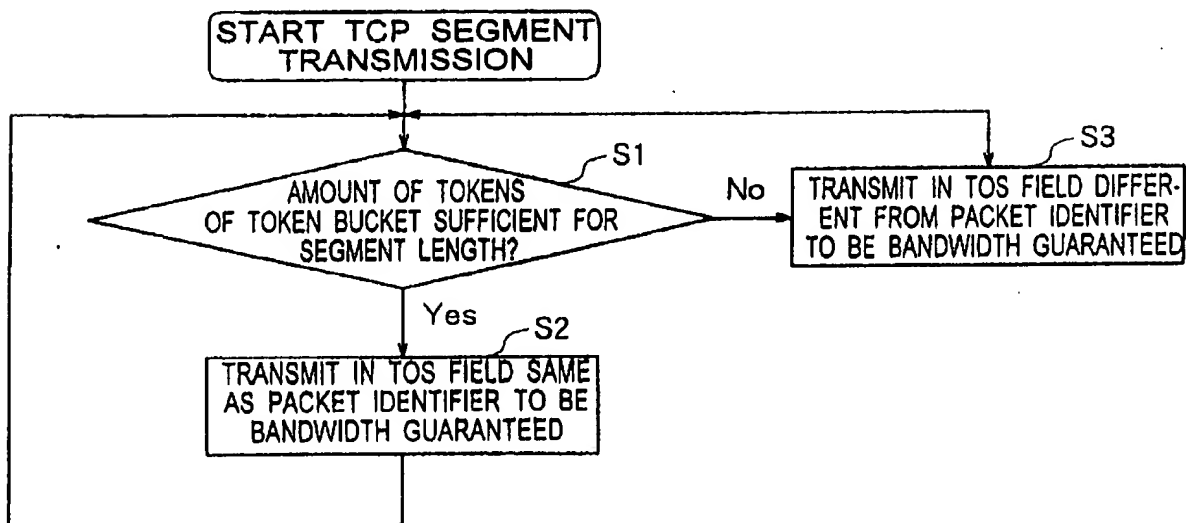 START TCP SEGMENT
TRANSMISSION
S1
AMOUNT OF TOKENS
OF TOKEN BUCKET SUFFICIENT FOR
SEGMENT LENGTH?
No
S3
TRANSMIT IN TOS FIELD DIFFER-
ENT FROM PACKET IDENTIFIER
TO BE BANDWIDTH GUARANTEED
Yes
S2
TRANSMIT IN TOS FIELD SAME
AS PACKET IDENTIFIER TO BE
BANDWIDTH GUARANTEED